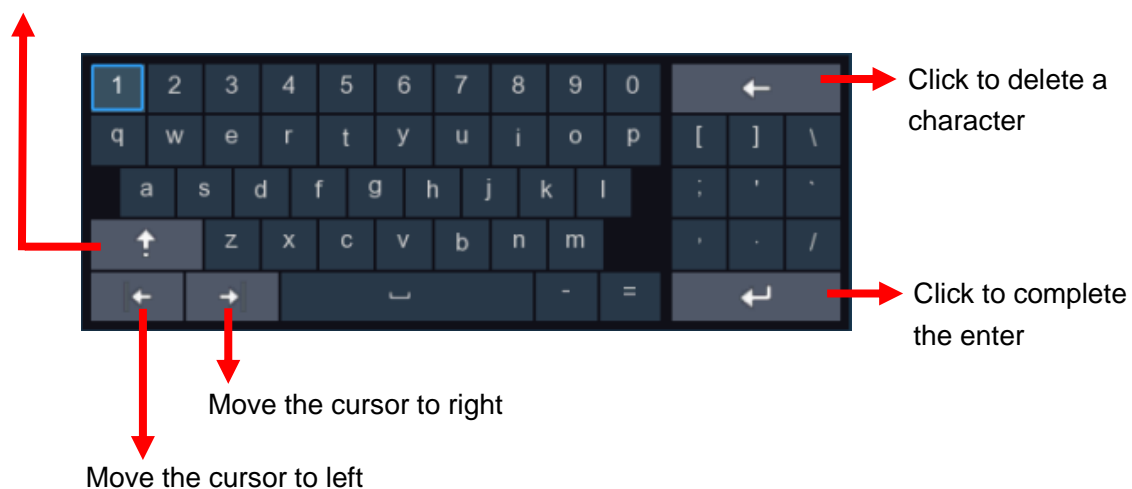 1 2 3 4 5 6 7 8 9 0
Click to delete a
character
q w e r t y u i o p [ ] \
a s d f g h j k l ; ' `
z x c v b n m , . /
- =
Click to complete
the enter
Move the cursor to right
Move the cursor to left